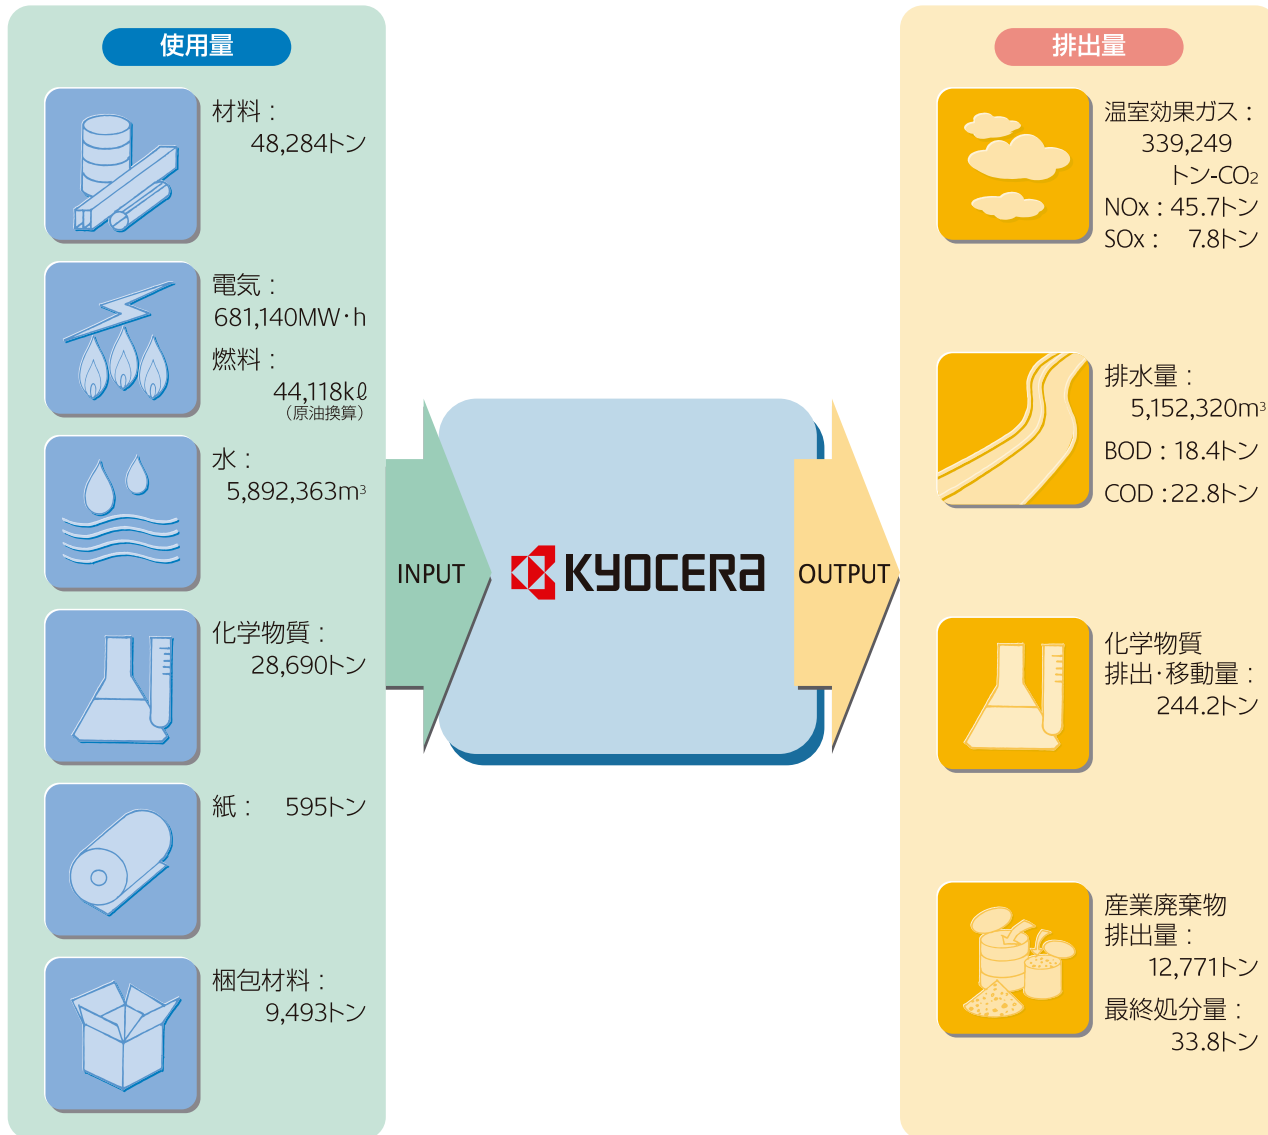 使用量
材料：
48,284トン
電気：
681,140MW・h
燃料：
44,118kℓ
（原油換算）
水：
5,892,363m³
化学物質：
28,690トン
紙： 595トン
梱包材料：
9,493トン
INPUT
KYOCERA
OUTPUT
排出量
温室効果ガス：
339,249
トン-CO₂
NOx：45.7トン
SOx： 7.8トン
排水量：
5,152,320m³
BOD：18.4トン
COD：22.8トン
化学物質
排出・移動量：
244.2トン
産業廃棄物
排出量：
12,771トン
最終処分量：
33.8トン